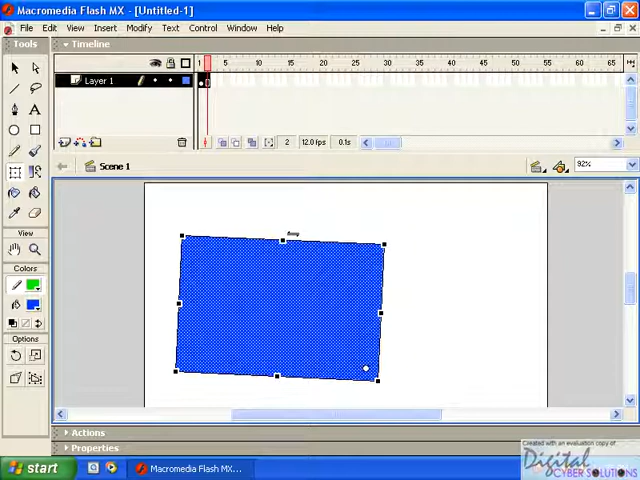 Macromedia Flash MX - [Untitled-1]
File Edit View Insert Modify Text Control Window Help
Tools
Timeline
1 5 10 15 20 25 30 35 40 45 50 55 60 65
Layer 1
2 12.0 fps 0.1s
Scene 1
92%
View
Colors
Options
Actions
Properties
start
Macromedia Flash MX...
Created with an evaluation copy of
Digital
CYBER SOLUTIONS